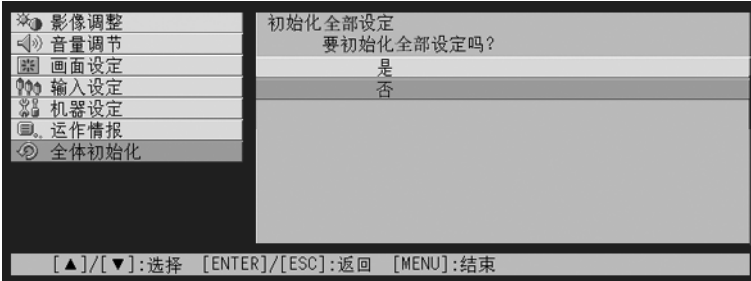 影像调整
音量调节
画面设定
输入设定
机器设定
运作情报
全体初始化
初始化全部设定
要初始化全部设定吗？
是
否
[▲]/[▼]:选择 [ENTER]/[ESC]:返回 [MENU]:结束